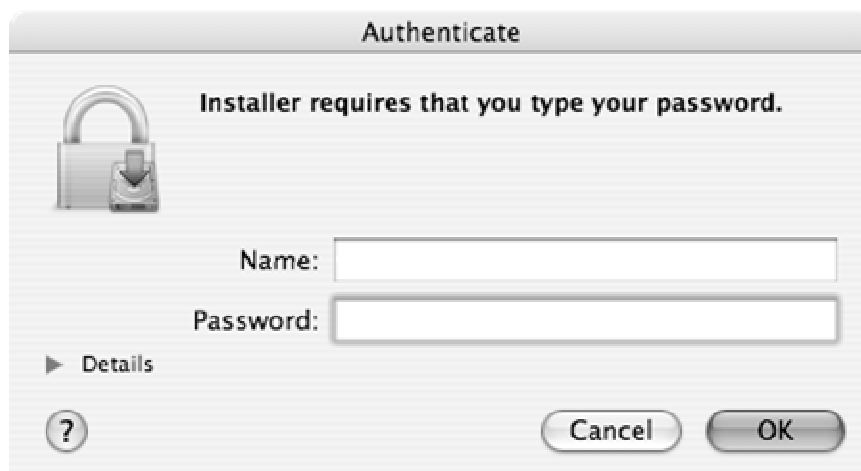 Authenticate
Installer requires that you type your password.
Name:
Password:
Details
?
Cancel
OK